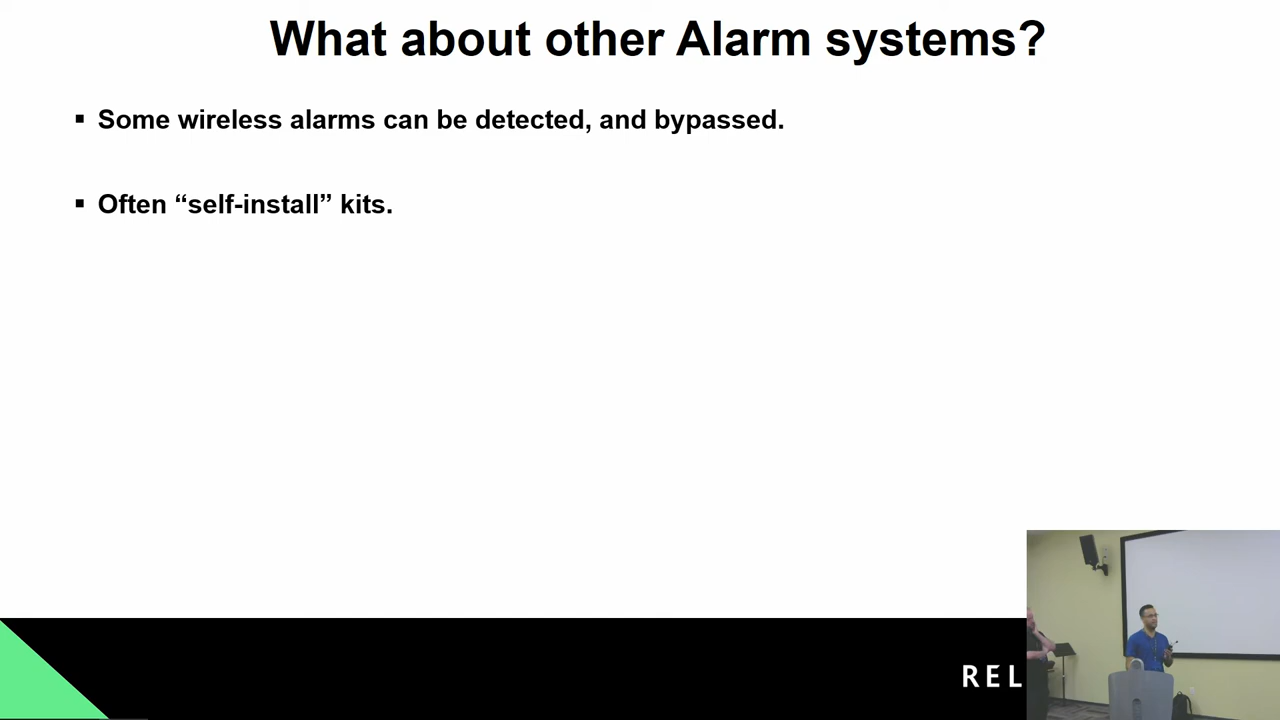 What about other Alarm systems?
▪ Some wireless alarms can be detected, and bypassed.
▪ Often “self-install” kits.
REL